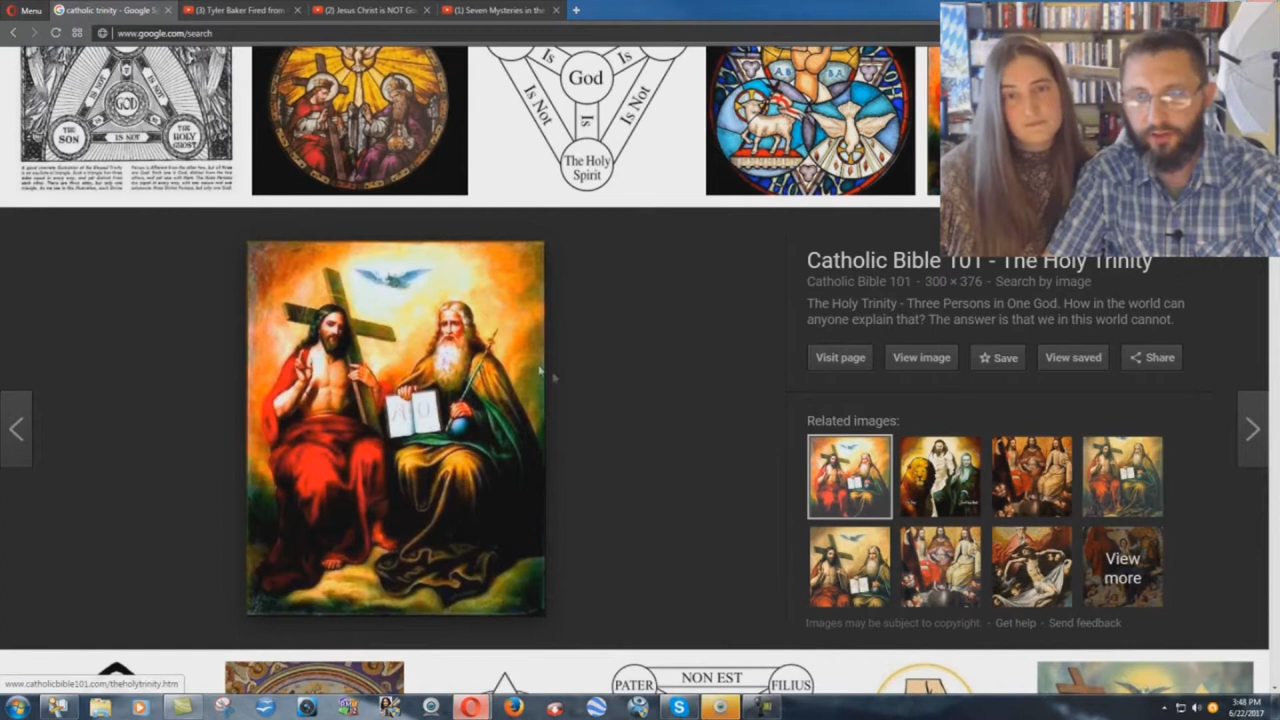 Menu
catholic trinity - Google S
(3) Tyler Baker Fired from
(2) Jesus Christ is NOT Go
(1) Seven Mysteries in the
www.google.com/search
GOD
THE SON
IS NOT
THE HOLY GHOST
Is
God
Is
Is Not
Is
Is Not
The Holy
Spirit
Catholic Bible 101 - The Holy Trinity
Catholic Bible 101 - 300 × 376 - Search by image
The Holy Trinity - Three Persons in One God. How in the world can
anyone explain that? The answer is that we in this world cannot.
Visit page
View image
Save
View saved
Share
Related images:
View
more
Images may be subject to copyright. - Get help - Send feedback
www.catholicbible101.com/theholytrinity.htm
PATER
NON EST
FILIUS
3:48 PM
6/22/2017